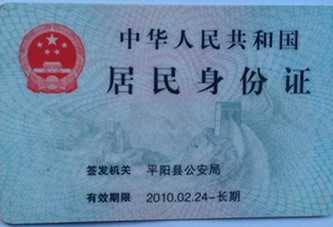 中华人民共和国
居民身份证
签发机关 平阳县公安局
有效期限 2010.02.24-长期